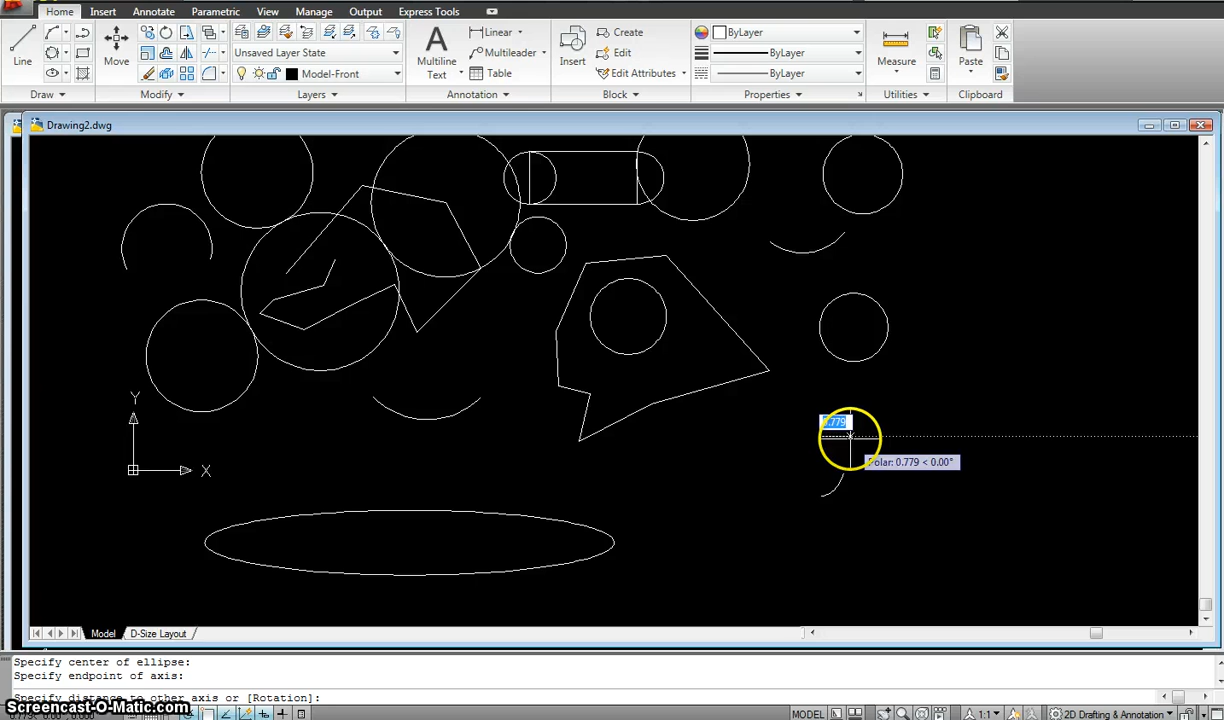 Home Insert Annotate Parametric View Manage Output Express Tools
Line
Move
Unsaved Layer State
Model-Front
Multiline
Text
Linear
Multileader
Table
Insert
Create
Edit
Edit Attributes
ByLayer
ByLayer
ByLayer
Measure
Paste
Draw Modify Layers Annotation Block Properties Utilities Clipboard
Drawing2.dwg
Y
X
0.779
Polar: 0.779 < 0.00°
Model D-Size Layout
Specify center of ellipse:
Specify endpoint of axis:
Specify distance to other axis or [Rotation]:
Screencast-O-Matic.com
MODEL 1:1 2D Drafting & Annotation